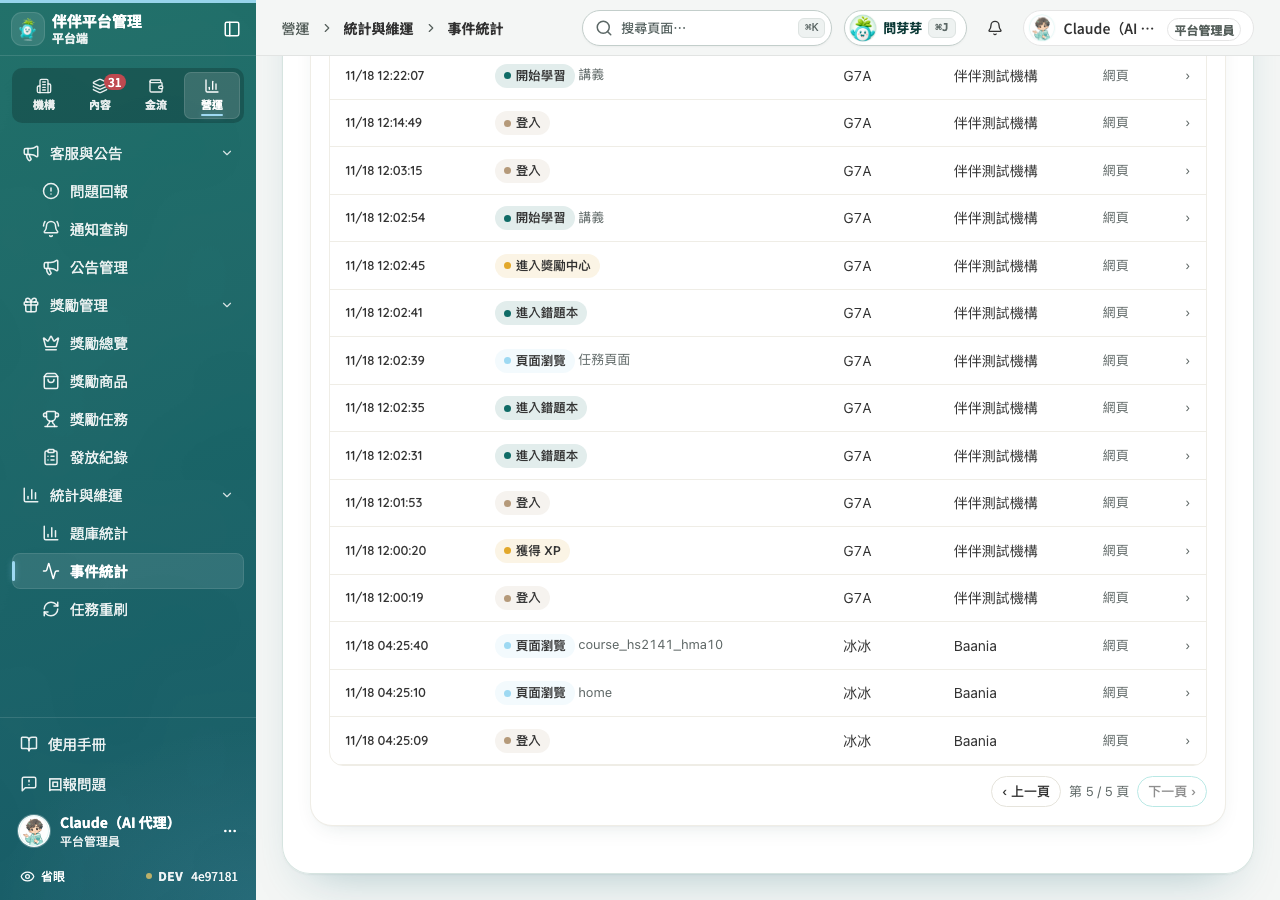 伴伴平台管理
平台端
機構
31
內容
金流
營運
客服與公告
問題回報
通知查詢
公告管理
獎勵管理
獎勵總覽
獎勵商品
獎勵任務
發放紀錄
統計與維運
題庫統計
事件統計
任務重刷
使用手冊
回報問題
Claude（AI 代理）
平台管理員
省眼
DEV 4e97181
營運 › 統計與維運 › 事件統計
搜尋頁面… ⌘K
問芽芽 ⌘J
Claude（AI … 平台管理員
11/18 12:22:07 開始學習 講義 G7A 伴伴測試機構 網頁 ›
11/18 12:14:49 登入 G7A 伴伴測試機構 網頁 ›
11/18 12:03:15 登入 G7A 伴伴測試機構 網頁 ›
11/18 12:02:54 開始學習 講義 G7A 伴伴測試機構 網頁 ›
11/18 12:02:45 進入獎勵中心 G7A 伴伴測試機構 網頁 ›
11/18 12:02:41 進入錯題本 G7A 伴伴測試機構 網頁 ›
11/18 12:02:39 頁面瀏覽 任務頁面 G7A 伴伴測試機構 網頁 ›
11/18 12:02:35 進入錯題本 G7A 伴伴測試機構 網頁 ›
11/18 12:02:31 進入錯題本 G7A 伴伴測試機構 網頁 ›
11/18 12:01:53 登入 G7A 伴伴測試機構 網頁 ›
11/18 12:00:20 獲得 XP G7A 伴伴測試機構 網頁 ›
11/18 12:00:19 登入 G7A 伴伴測試機構 網頁 ›
11/18 04:25:40 頁面瀏覽 course_hs2141_hma10 冰冰 Baania 網頁 ›
11/18 04:25:10 頁面瀏覽 home 冰冰 Baania 網頁 ›
11/18 04:25:09 登入 冰冰 Baania 網頁 ›
‹ 上一頁 第 5 / 5 頁 下一頁 ›